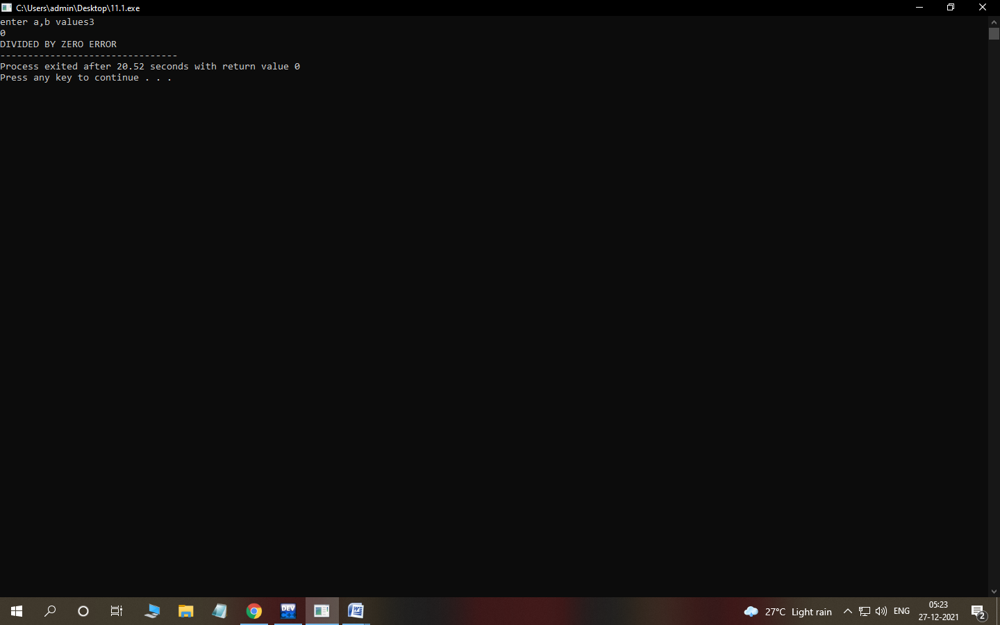 C:\Users\admin\Desktop\11.1.exe
enter a,b values3
0
DIVIDED BY ZERO ERROR
--------------------------------
Process exited after 20.52 seconds with return value 0
Press any key to continue . . .
DEV
27°C Light rain
ENG
05:23
27-12-2021
2